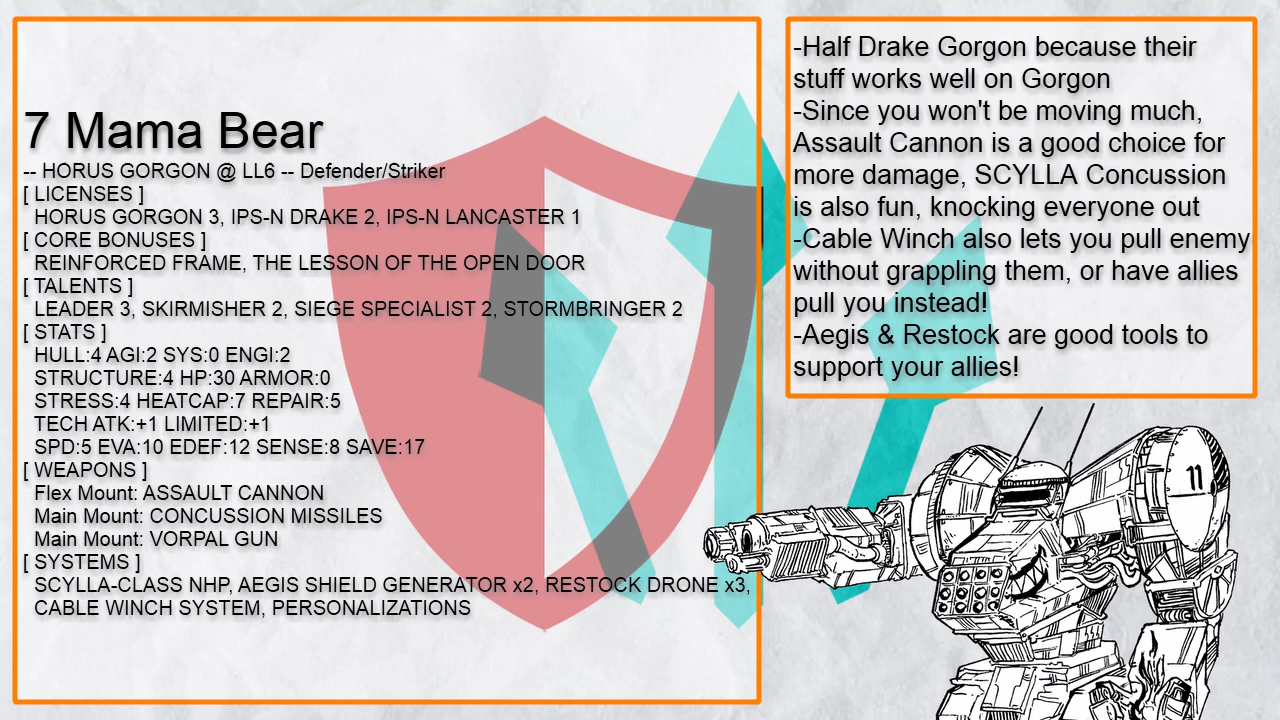 7 Mama Bear
-- HORUS GORGON @ LL6 -- Defender/Striker
[ LICENSES ]
HORUS GORGON 3, IPS-N DRAKE 2, IPS-N LANCASTER 1
[ CORE BONUSES ]
REINFORCED FRAME, THE LESSON OF THE OPEN DOOR
[ TALENTS ]
LEADER 3, SKIRMISHER 2, SIEGE SPECIALIST 2, STORMBRINGER 2
[ STATS ]
HULL:4 AGI:2 SYS:0 ENGI:2
STRUCTURE:4 HP:30 ARMOR:0
STRESS:4 HEATCAP:7 REPAIR:5
TECH ATK:+1 LIMITED:+1
SPD:5 EVA:10 EDEF:12 SENSE:8 SAVE:17
[ WEAPONS ]
Flex Mount: ASSAULT CANNON
Main Mount: CONCUSSION MISSILES
Main Mount: VORPAL GUN
[ SYSTEMS ]
SCYLLA-CLASS NHP, AEGIS SHIELD GENERATOR x2, RESTOCK DRONE x3,
CABLE WINCH SYSTEM, PERSONALIZATIONS
-Half Drake Gorgon because their
stuff works well on Gorgon
-Since you won't be moving much,
Assault Cannon is a good choice for
more damage, SCYLLA Concussion
is also fun, knocking everyone out
-Cable Winch also lets you pull enemy
without grappling them, or have allies
pull you instead!
-Aegis & Restock are good tools to
support your allies!
11